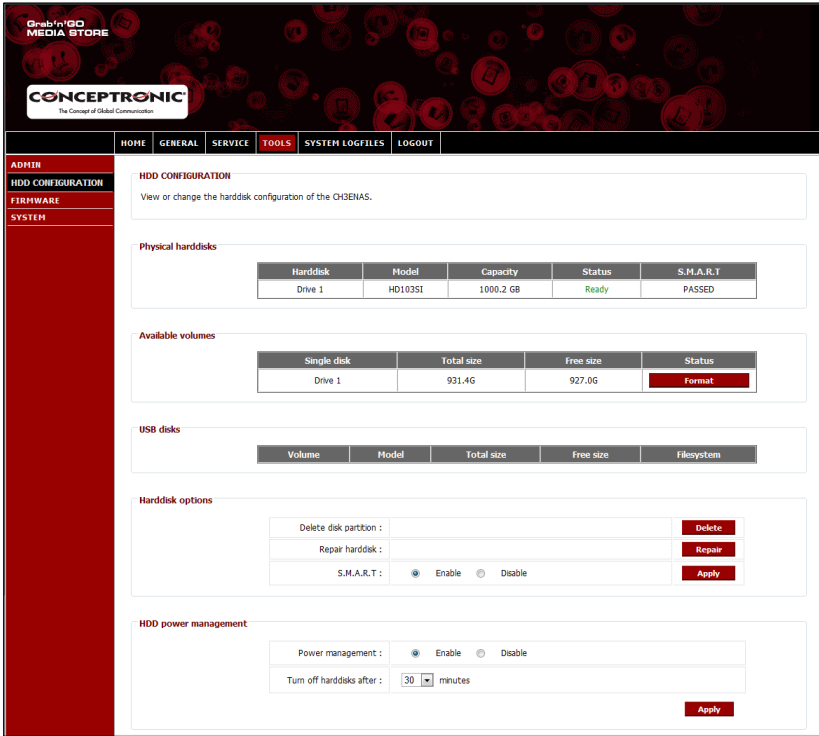 Grab'n'GO
MEDIA STORE
CONCEPTRONIC
The Concept of Global Communication
HOME GENERAL SERVICE TOOLS SYSTEM LOGFILES LOGOUT
ADMIN
HDD CONFIGURATION
FIRMWARE
SYSTEM
HDD CONFIGURATION
View or change the harddisk configuration of the CH3ENAS.
Physical harddisks
Harddisk Model Capacity Status S.M.A.R.T
Drive 1 HD103SI 1000.2 GB Ready PASSED
Available volumes
Single disk Total size Free size Status
Drive 1 931.4G 927.0G Format
USB disks
Volume Model Total size Free size Filesystem
Harddisk options
Delete disk partition : Delete
Repair harddisk : Repair
S.M.A.R.T : Enable Disable Apply
HDD power management
Power management : Enable Disable
Turn off harddisks after : 30 minutes
Apply